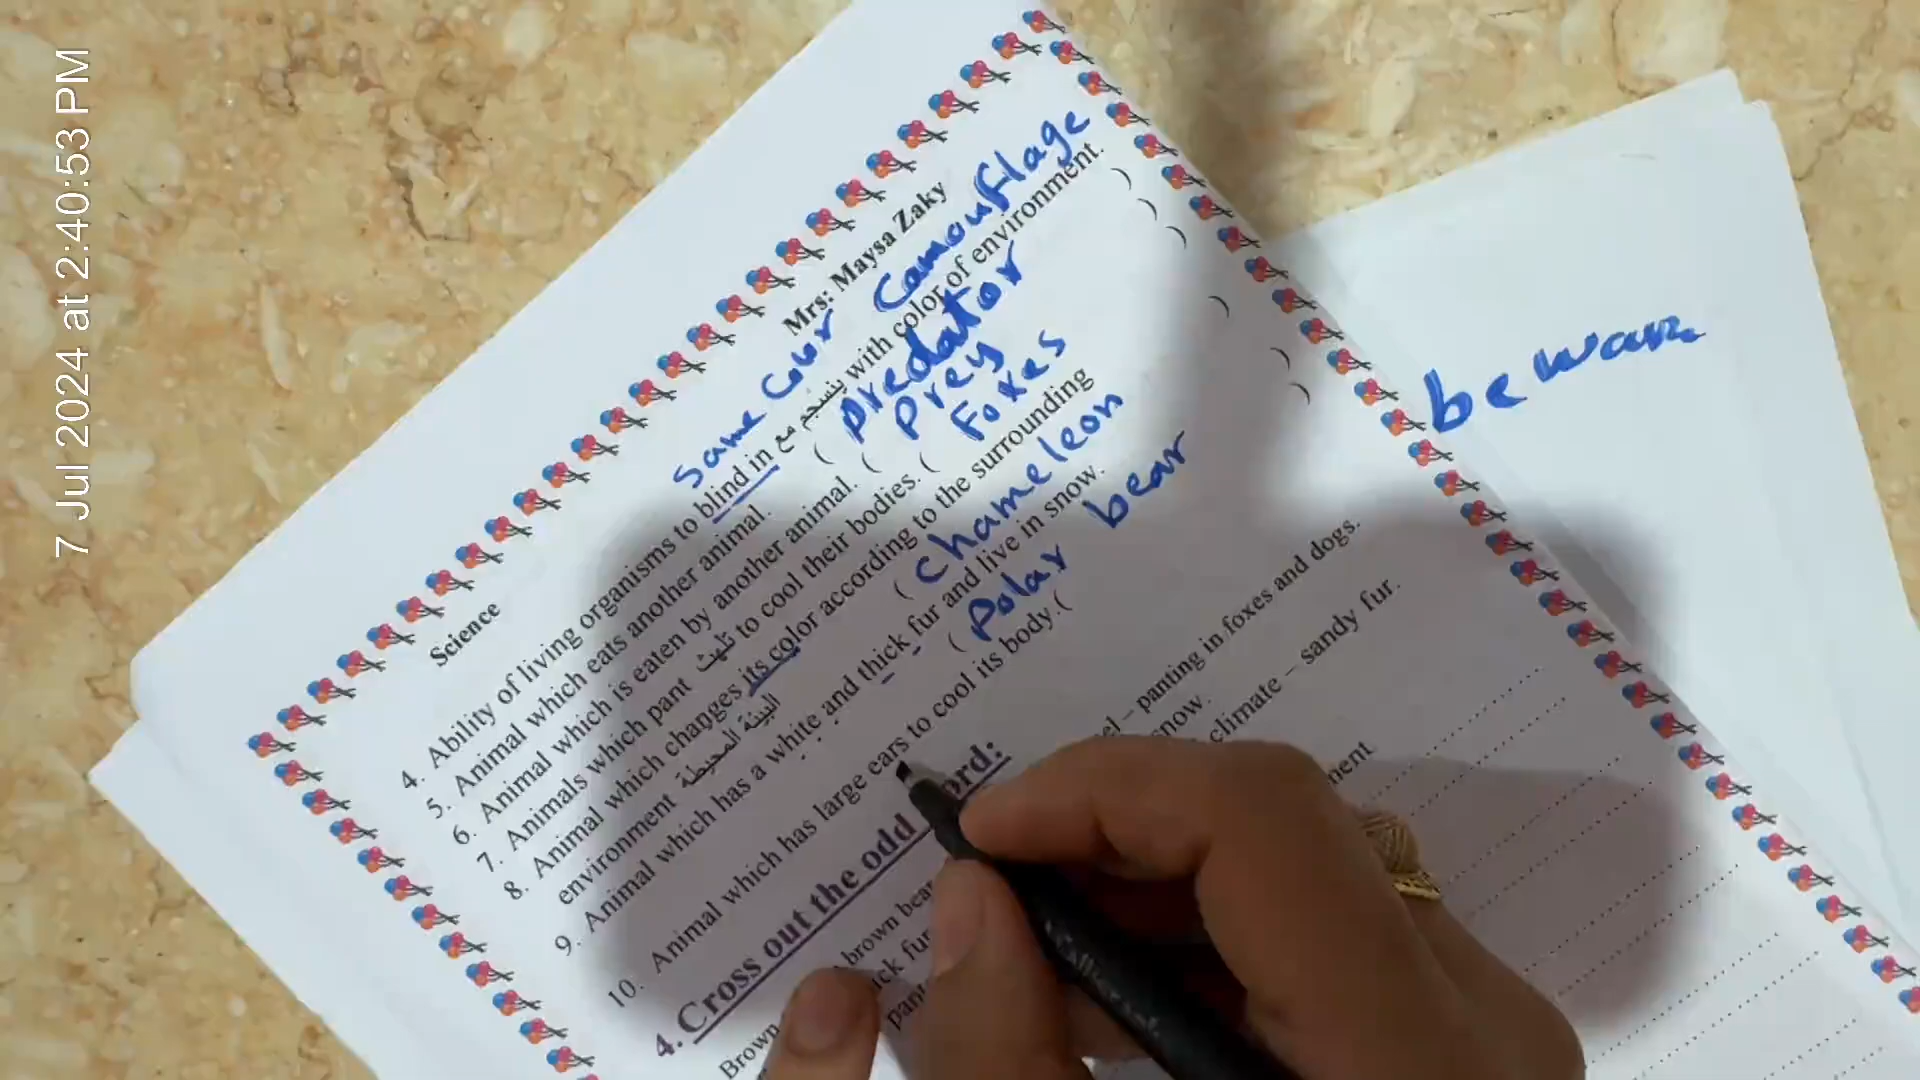 7 Jul 2024 at 2:40:53 PM
Science
Mrs: Maysa Zaky
same color camouflage
4. Ability of living organisms to blind in ينسجم مع with color of environment.
5. Animal which eats another animal. ( predator )
6. Animal which is eaten by another animal. ( prey )
7. Animals which pant تلهث to cool their bodies. ( Foxes )
8. Animal which changes its color according to the surrounding
environment البيئة المحيطة ( chameleon )
9. Animal which has a white and thick fur and live in snow.
( polar bear )
10. Animal which has large ears to cool its body.( )
4. Cross out the odd word:
brown bear
panting in foxes and dogs.
Brown
snow.
climate – sandy fur.
be warm